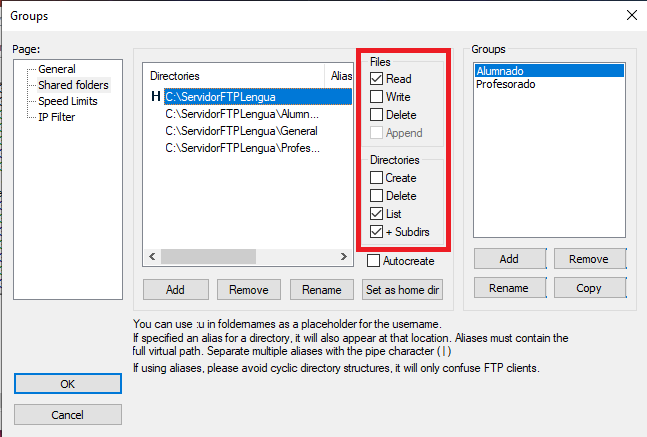 Groups
Page:
General
Shared folders
Speed Limits
IP Filter
Directories Alias
H C:\ServidorFTPLengua
C:\ServidorFTPLengua\Alumn...
C:\ServidorFTPLengua\General
C:\ServidorFTPLengua\Profes...
Add
Remove
Rename
Set as home dir
Files
Read
Write
Delete
Append
Directories
Create
Delete
List
+ Subdirs
Autocreate
Groups
Alumnado
Profesorado
Add
Remove
Rename
Copy
You can use :u in foldernames as a placeholder for the username.
If specified an alias for a directory, it will also appear at that location. Aliases must contain the
full virtual path. Separate multiple aliases with the pipe character ( | )
If using aliases, please avoid cyclic directory structures, it will only confuse FTP clients.
OK
Cancel